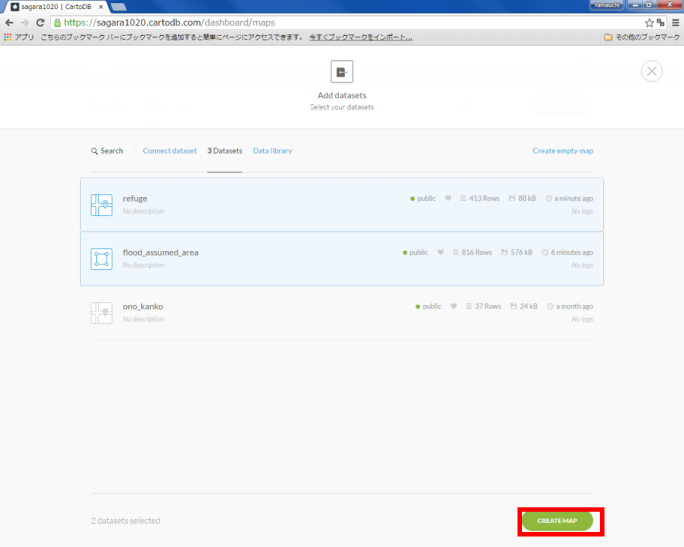 sagara1020 | CartoDB
Yamauchi
https://sagara1020.cartodb.com/dashboard/maps
アプリ こちらのブックマーク バーにブックマークを追加すると簡単にページにアクセスできます。 今すぐブックマークをインポート... その他のブックマーク
Add datasets
Select your datasets
Search Connect dataset 3 Datasets Data library Create empty map
refuge public 413 Rows 88 kB a minute ago
No description No tags
flood_assumed_area public 816 Rows 576 kB 6 minutes ago
No description No tags
ono_kanko public 37 Rows 24 kB a month ago
No description No tags
2 datasets selected CREATE MAP